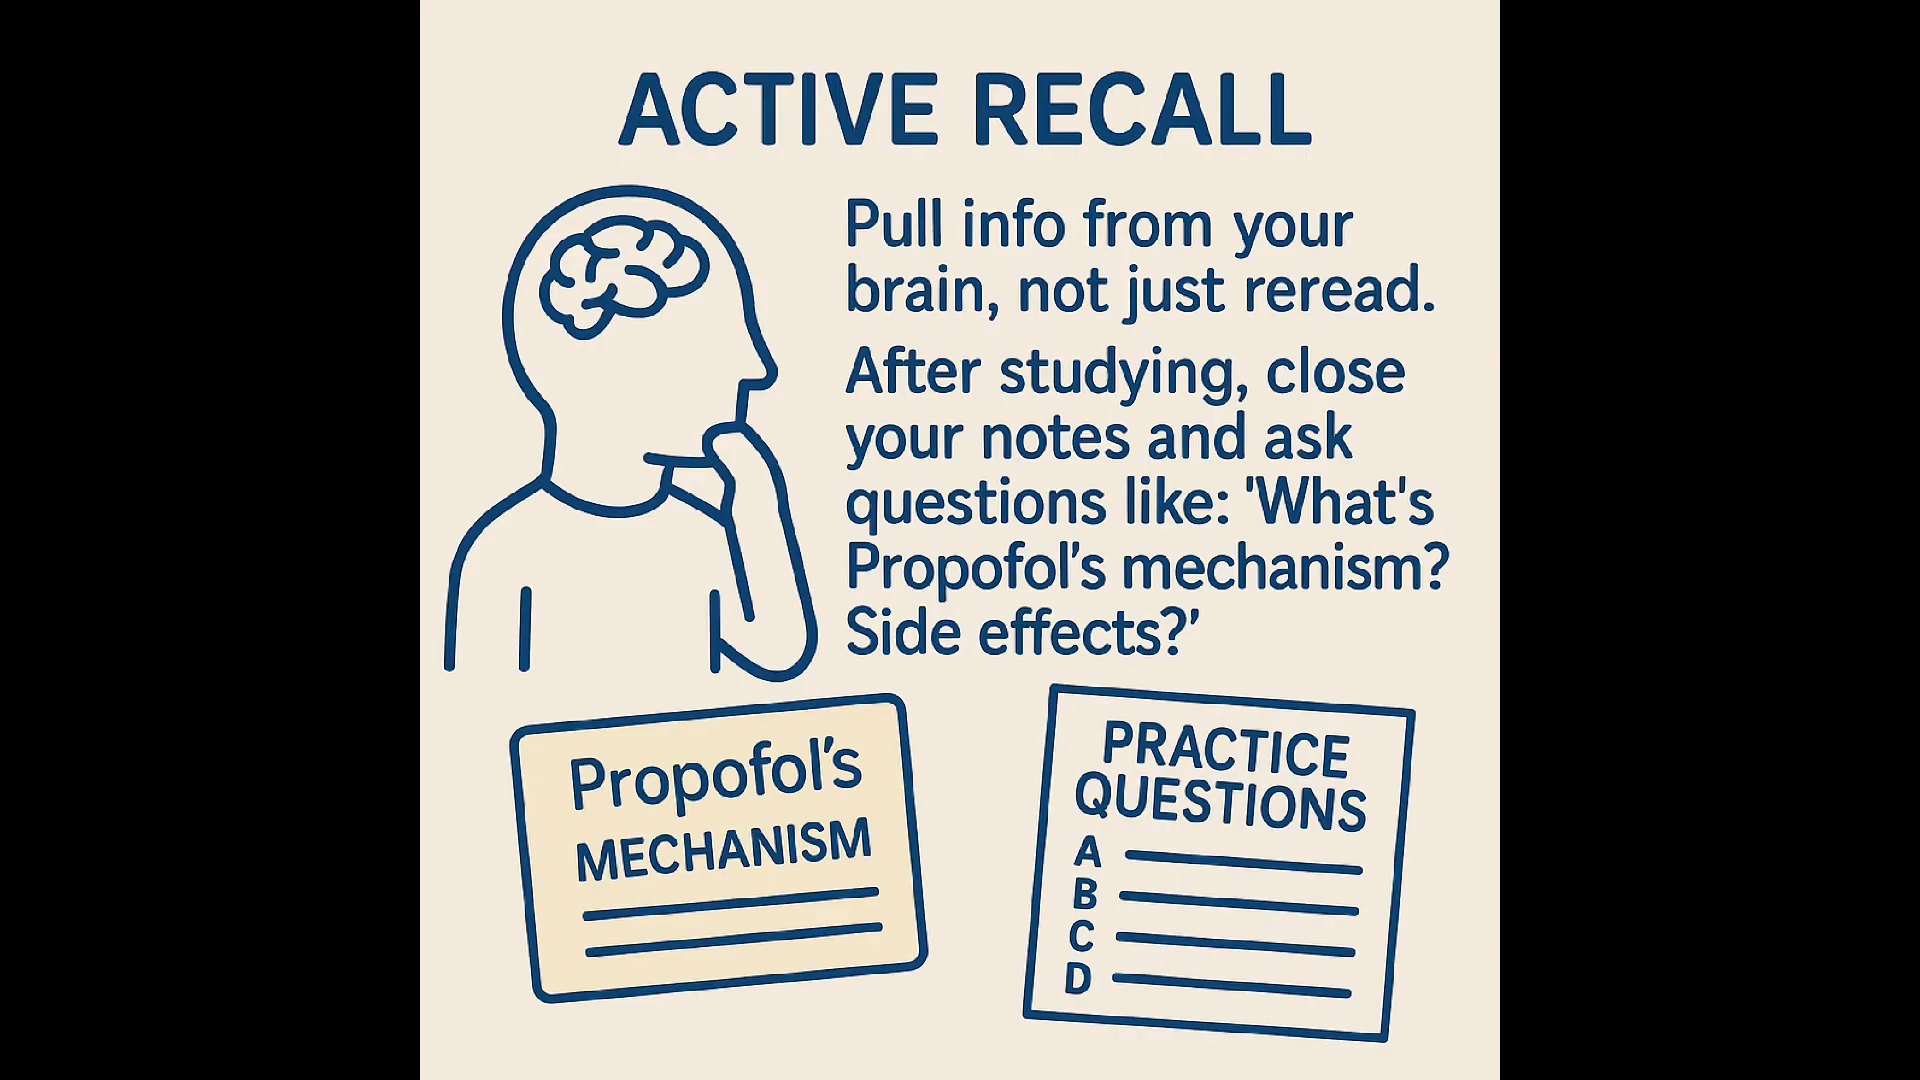 ACTIVE RECALL
Pull info from your
brain, not just reread.
After studying, close
your notes and ask
questions like: 'What's
Propofol's mechanism?
Side effects?’
Propofol’s
MECHANISM
PRACTICE
QUESTIONS
A
B
C
D